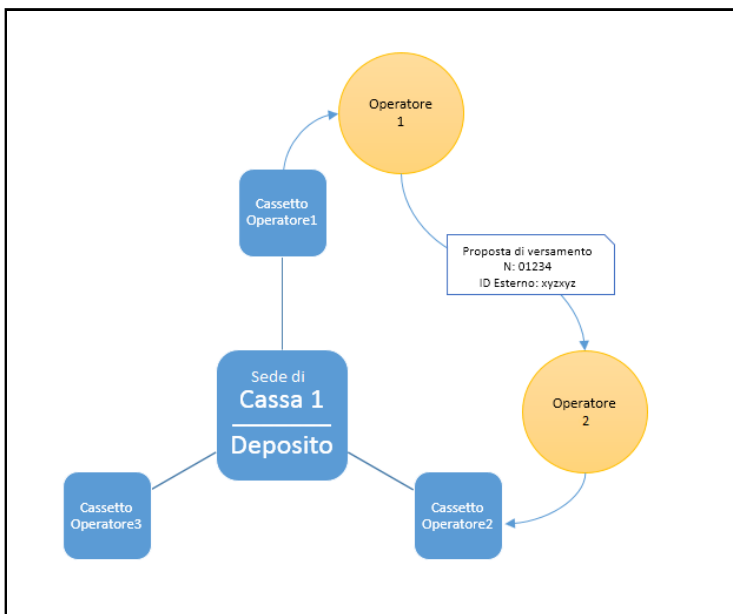 Operatore
1
Cassetto
Operatore1
Proposta di versamento
N: 01234
ID Esterno: xyzxyz
Sede di
Cassa 1
Deposito
Operatore
2
Cassetto
Operatore3
Cassetto
Operatore2